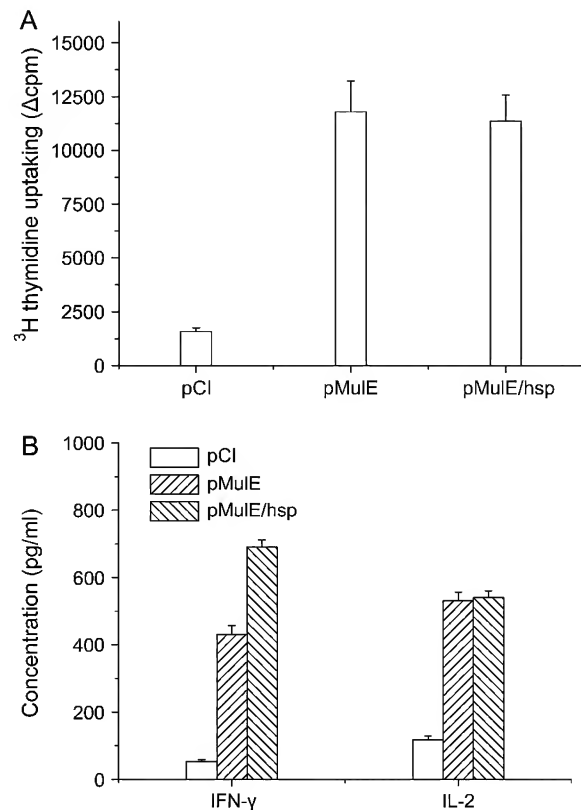 A
³H thymidine uptaking (Δcpm)
15000
12500
10000
7500
5000
2500
0
pCI
pMulE
pMulE/hsp
B
Concentration (pg/ml)
1000
800
600
400
200
0
pCI
pMulE
pMulE/hsp
IFN-γ
IL-2